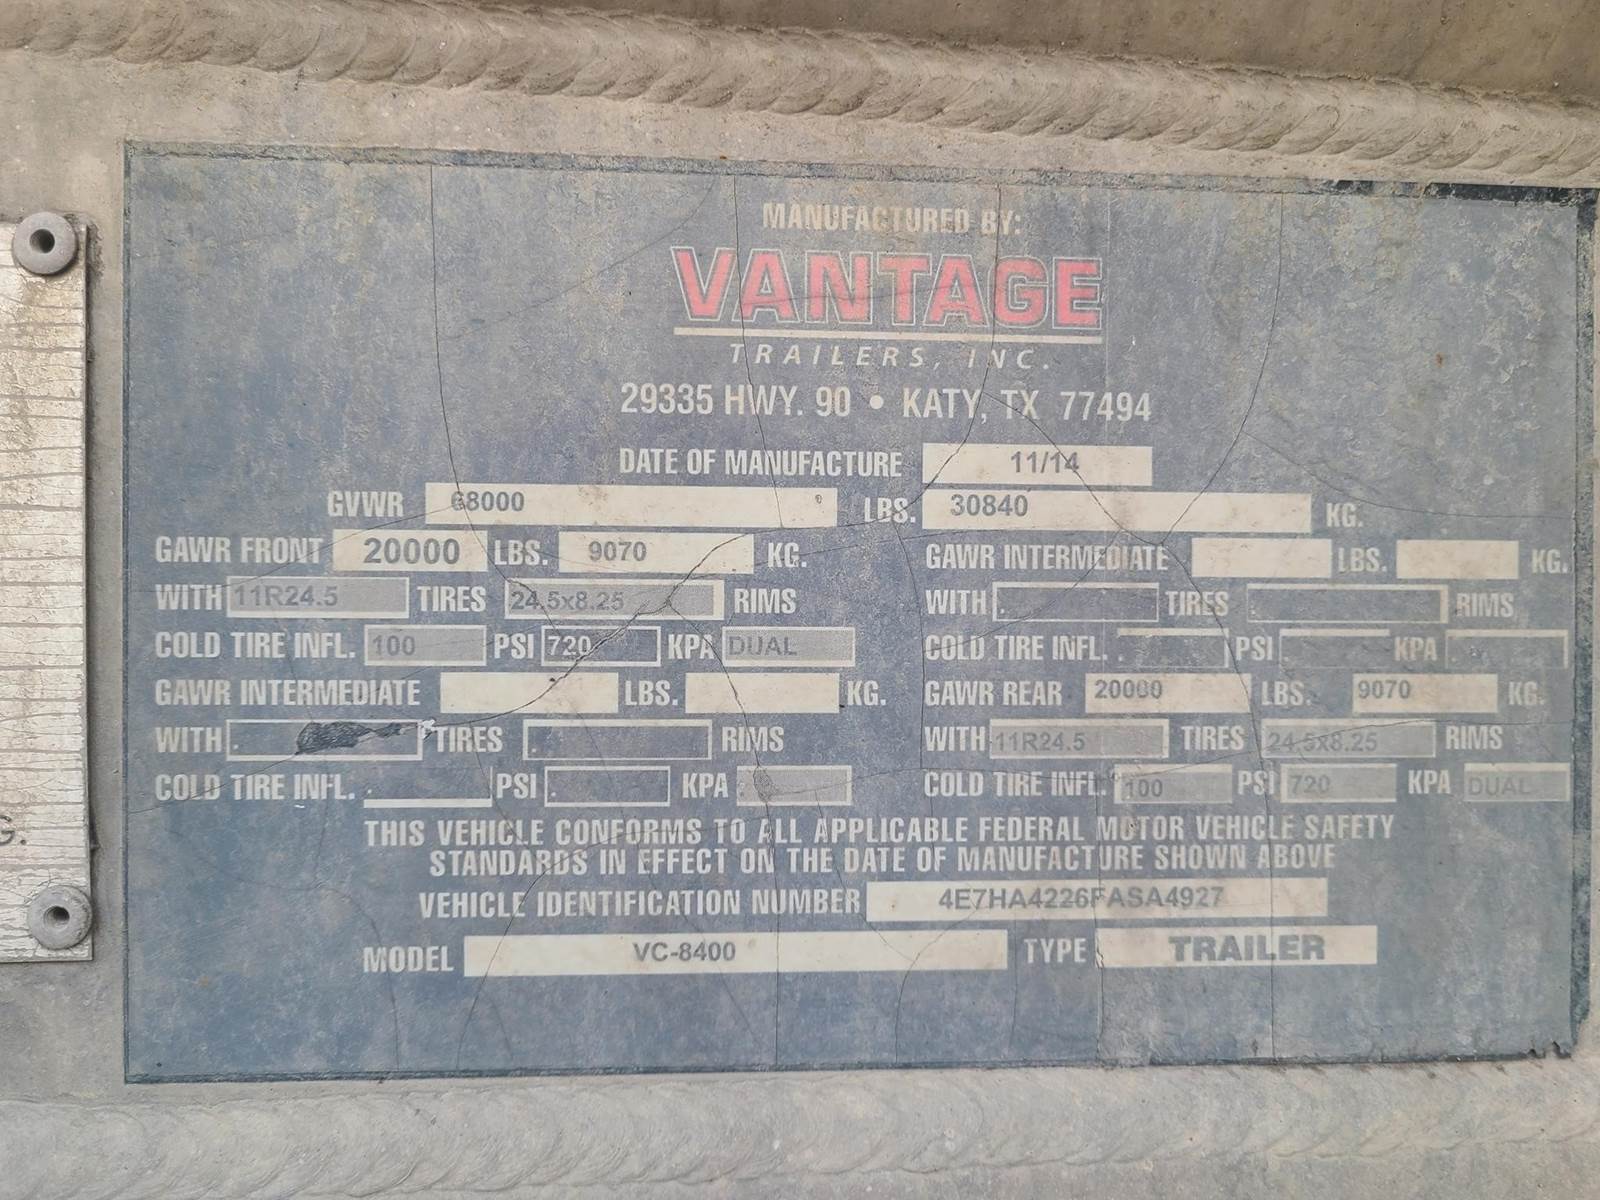 MANUFACTURED BY:
VANTAGE
TRAILERS, INC.
29335 HWY. 90 • KATY, TX 77494
DATE OF MANUFACTURE 11/14
GVWR 68000 LBS. 30840 KG.
GAWR FRONT 20000 LBS. 9070 KG. GAWR INTERMEDIATE LBS. KG.
WITH 11R24.5 TIRES 24.5x8.25 RIMS WITH . TIRES . RIMS
COLD TIRE INFL. 100 PSI 720 KPA DUAL COLD TIRE INFL. . PSI . KPA .
GAWR INTERMEDIATE LBS. KG. GAWR REAR 20000 LBS. 9070 KG.
WITH . TIRES . RIMS WITH 11R24.5 TIRES 24.5x8.25 RIMS
COLD TIRE INFL. . PSI . KPA . COLD TIRE INFL. 100 PSI 720 KPA DUAL
THIS VEHICLE CONFORMS TO ALL APPLICABLE FEDERAL MOTOR VEHICLE SAFETY
STANDARDS IN EFFECT ON THE DATE OF MANUFACTURE SHOWN ABOVE
VEHICLE IDENTIFICATION NUMBER 4E7HA4226FASA4927
MODEL VC-8400 TYPE TRAILER
G.